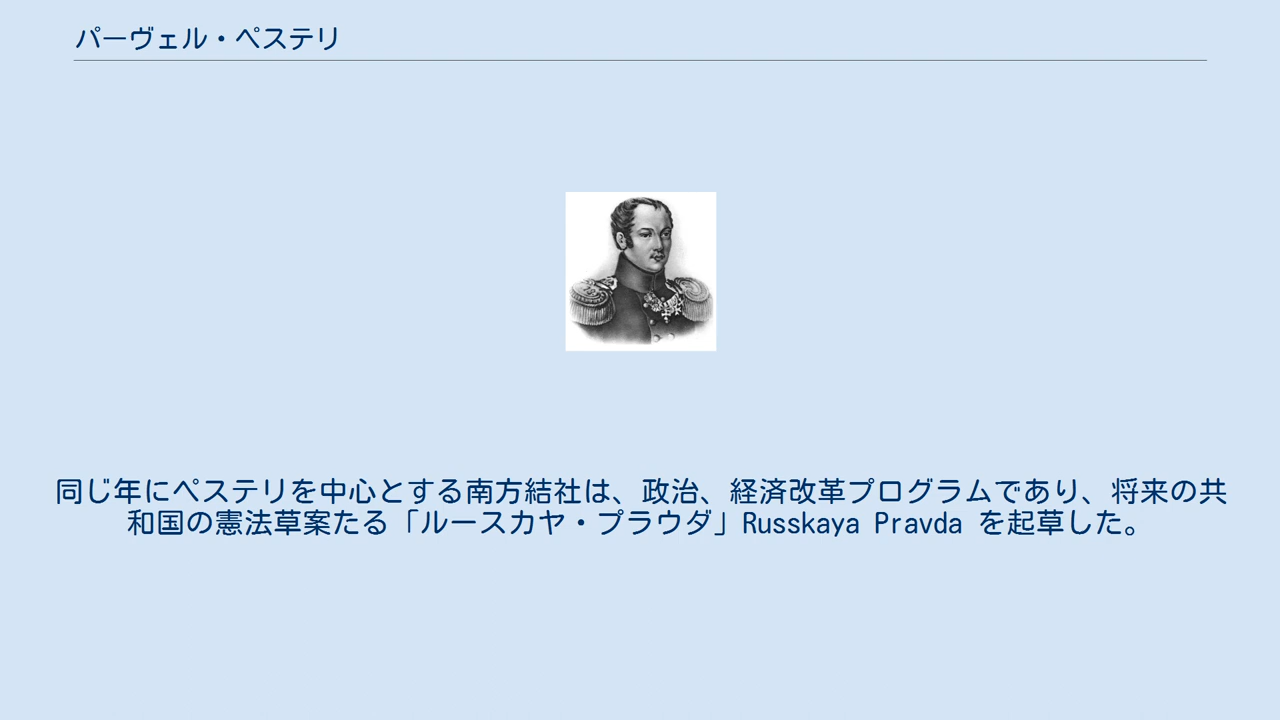 パーヴェル・ペステリ
同じ年にペステリを中心とする南方結社は、政治、経済改革プログラムであり、将来の共
和国の憲法草案たる「ルースカヤ・プラウダ」Russkaya Pravda を起草した。